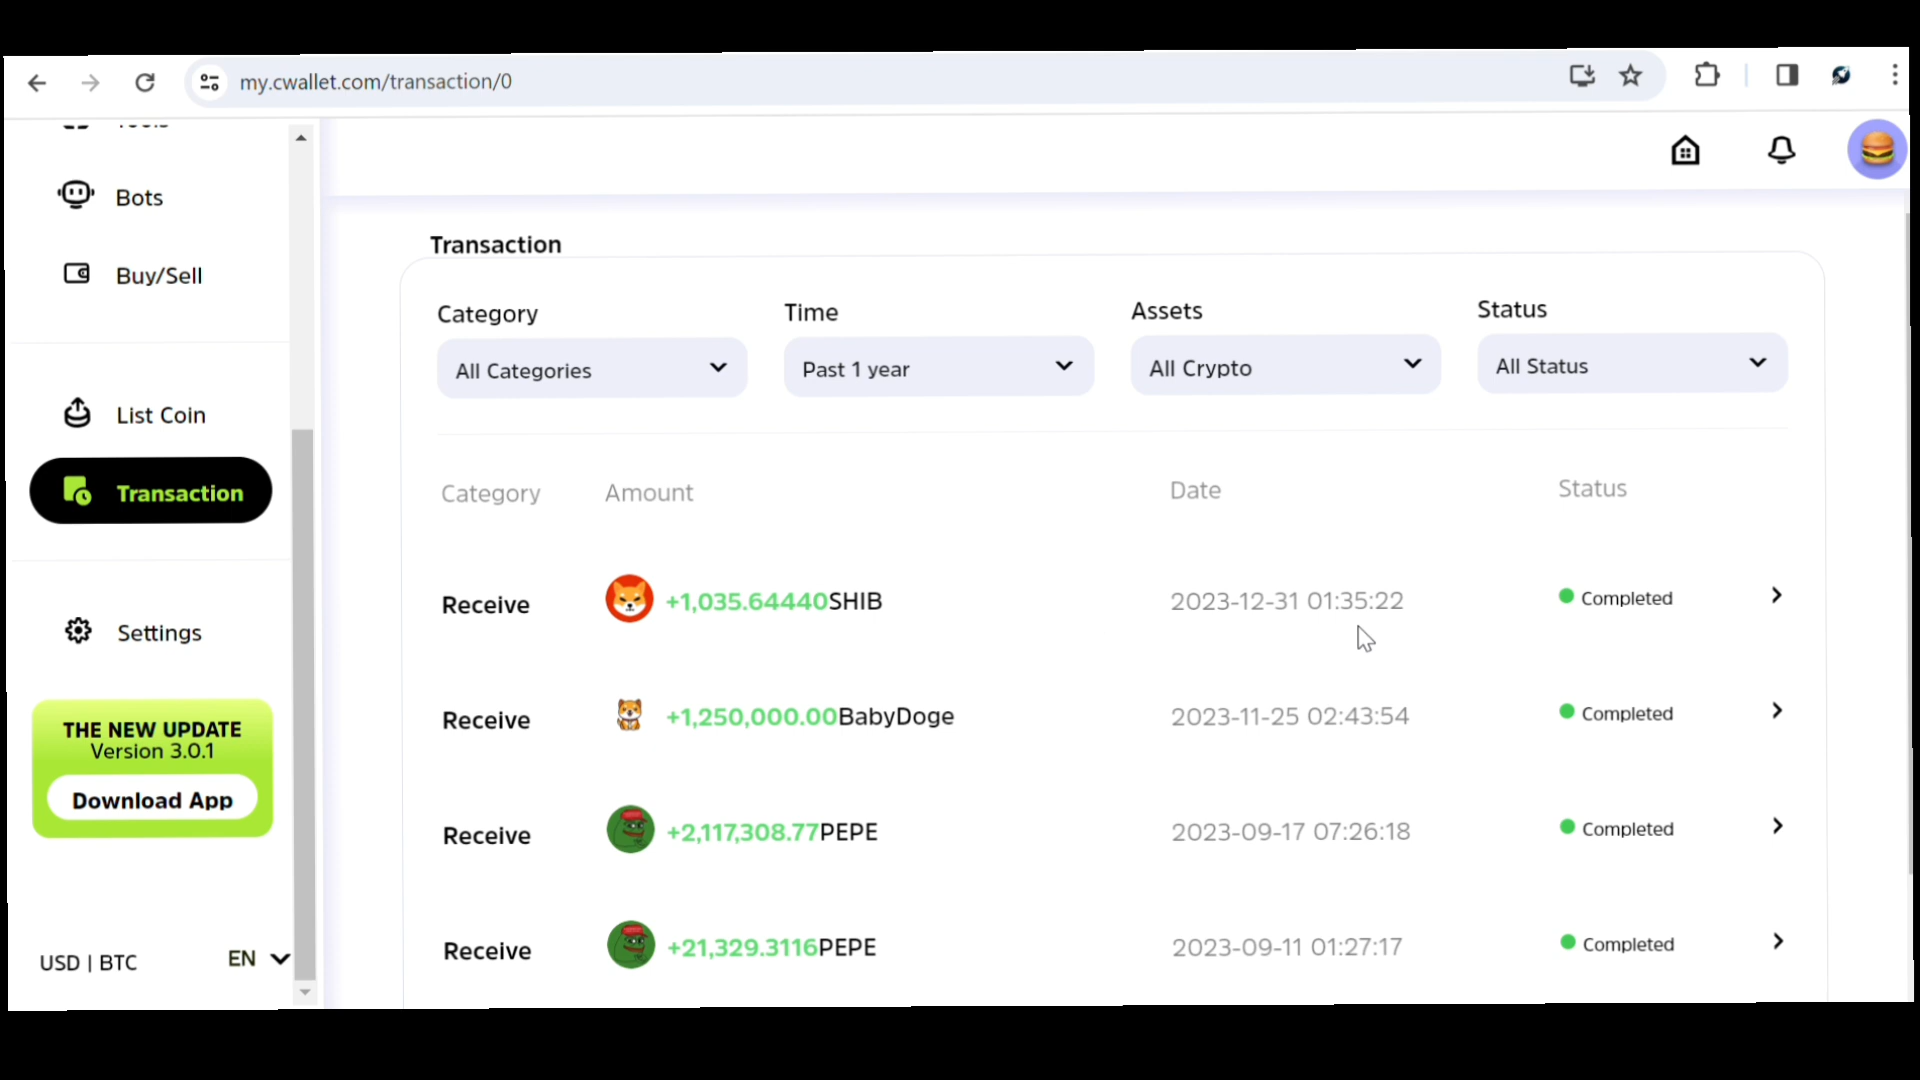 my.cwallet.com/transaction/0
Bots
Buy/Sell
List Coin
Transaction
Settings
THE NEW UPDATE
Version 3.0.1
Download App
USD | BTC
EN
Transaction
Category
Time
Assets
Status
All Categories
Past 1 year
All Crypto
All Status
Category
Amount
Date
Status
Receive
+1,035.64440SHIB
2023-12-31 01:35:22
Completed
Receive
+1,250,000.00BabyDoge
2023-11-25 02:43:54
Completed
Receive
+2,117,308.77PEPE
2023-09-17 07:26:18
Completed
Receive
+21,329.3116PEPE
2023-09-11 01:27:17
Completed